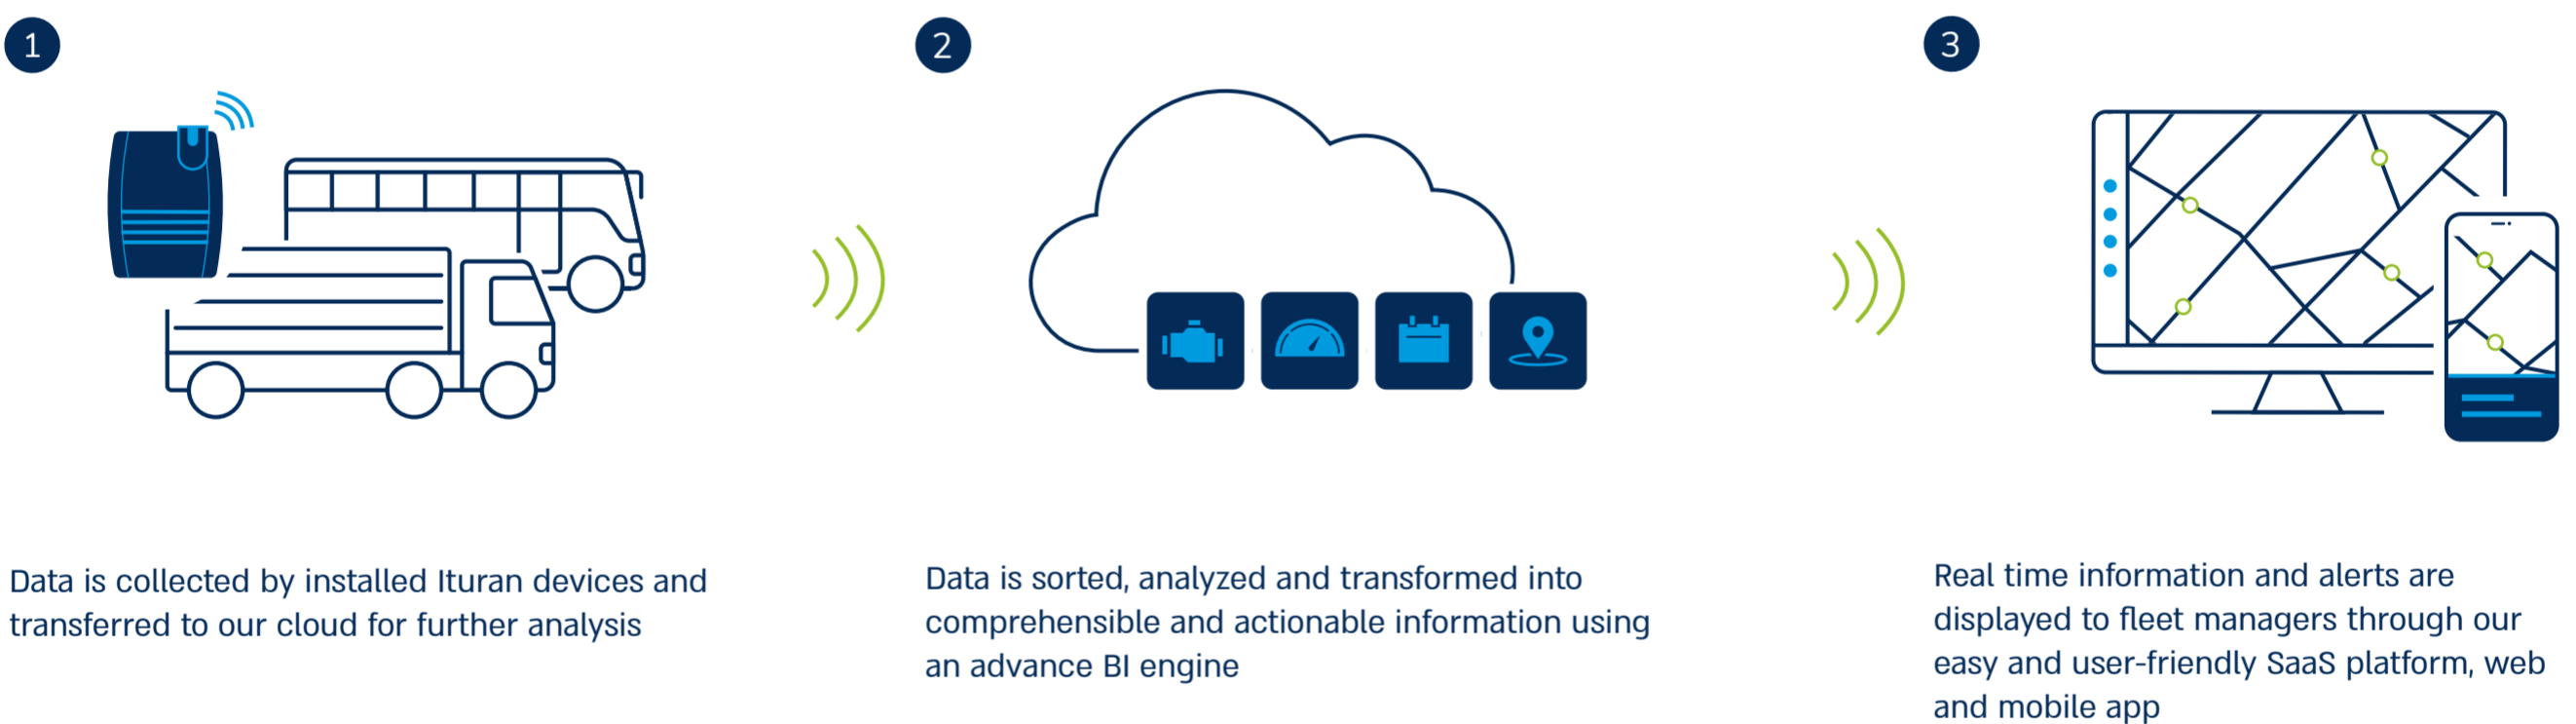 1
Data is collected by installed Ituran devices and
transferred to our cloud for further analysis
2
Data is sorted, analyzed and transformed into
comprehensible and actionable information using
an advance BI engine
3
Real time information and alerts are
displayed to fleet managers through our
easy and user-friendly SaaS platform, web
and mobile app